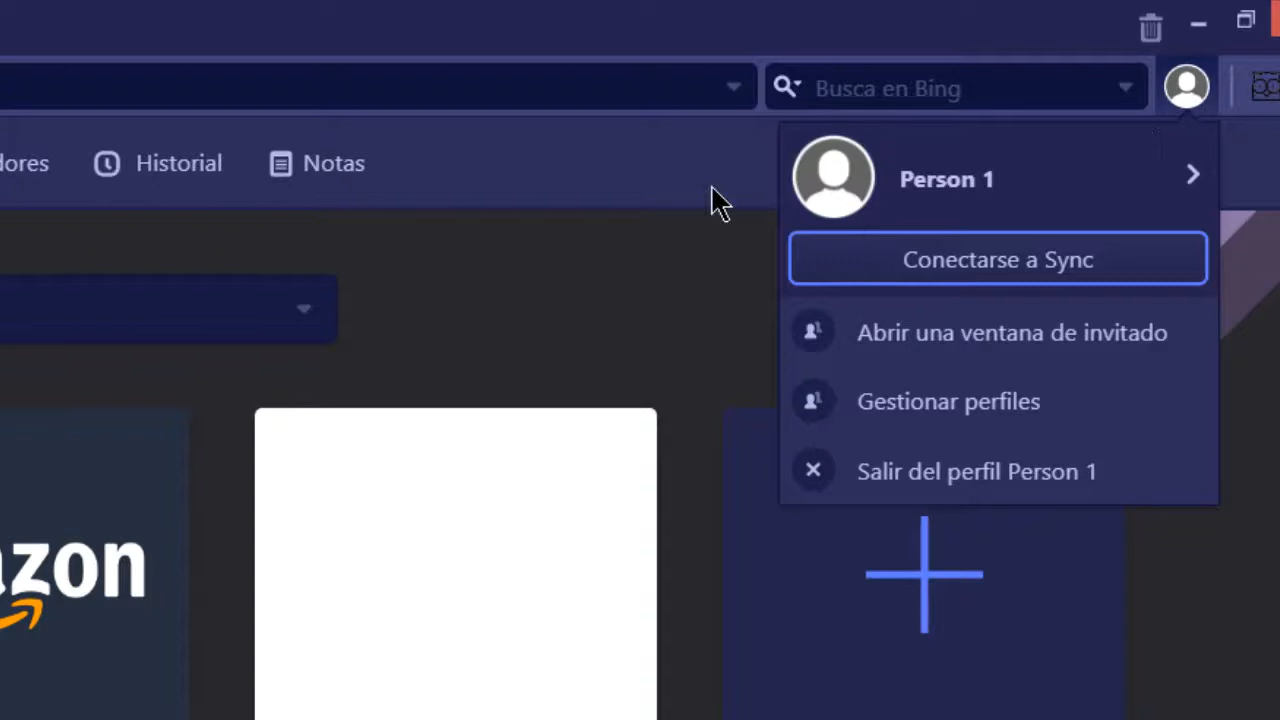 Busca en Bing
dores
Historial
Notas
Person 1
Conectarse a Sync
Abrir una ventana de invitado
Gestionar perfiles
Salir del perfil Person 1
azon